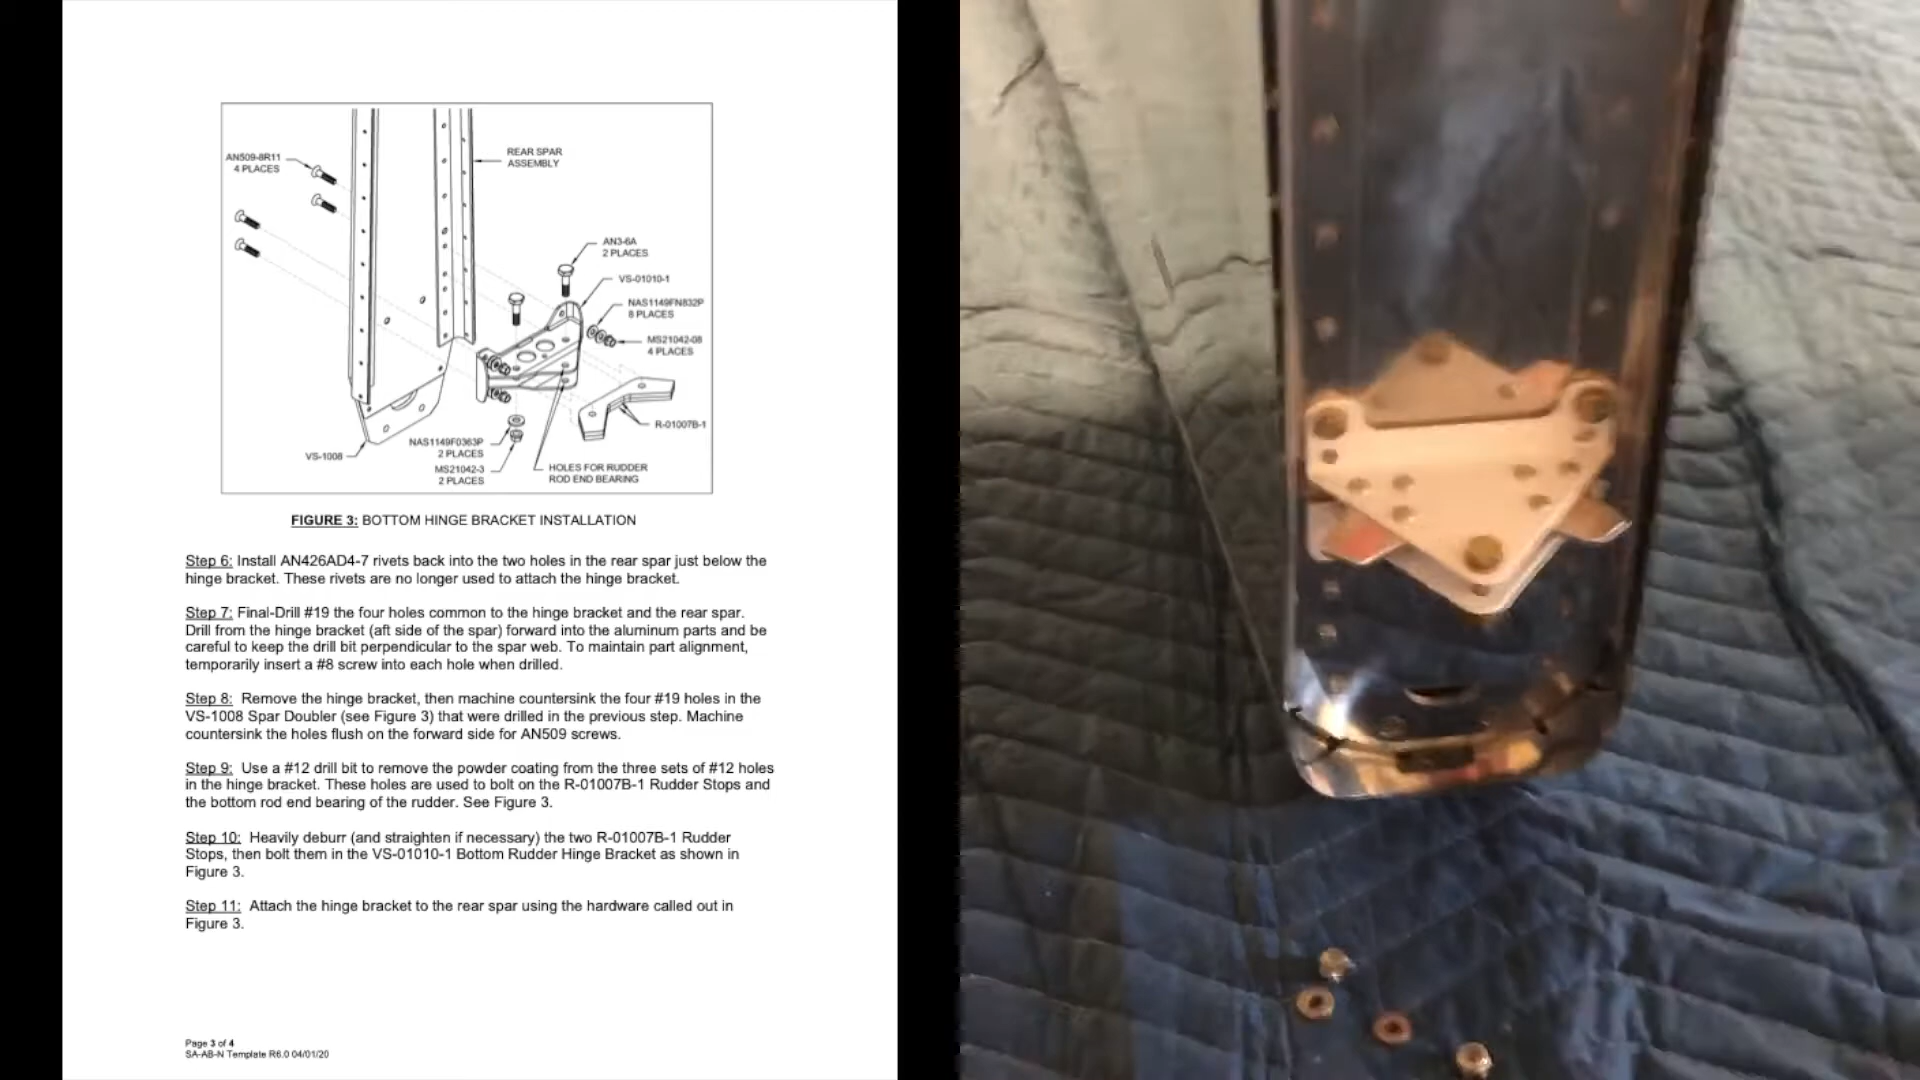 AN509-8R11
4 PLACES
REAR SPAR
ASSEMBLY
AN3-6A
2 PLACES
VS-01010-1
NAS1149FN832P
8 PLACES
MS21042-08
4 PLACES
R-01007B-1
NAS1149F0363P
2 PLACES
VS-1008
MS21042-3
2 PLACES
HOLES FOR RUDDER
ROD END BEARING
FIGURE 3: BOTTOM HINGE BRACKET INSTALLATION
Step 6: Install AN426AD4-7 rivets back into the two holes in the rear spar just below the
hinge bracket. These rivets are no longer used to attach the hinge bracket.
Step 7: Final-Drill #19 the four holes common to the hinge bracket and the rear spar.
Drill from the hinge bracket (aft side of the spar) forward into the aluminum parts and be
careful to keep the drill bit perpendicular to the spar web. To maintain part alignment,
temporarily insert a #8 screw into each hole when drilled.
Step 8: Remove the hinge bracket, then machine countersink the four #19 holes in the
VS-1008 Spar Doubler (see Figure 3) that were drilled in the previous step. Machine
countersink the holes flush on the forward side for AN509 screws.
Step 9: Use a #12 drill bit to remove the powder coating from the three sets of #12 holes
in the hinge bracket. These holes are used to bolt on the R-01007B-1 Rudder Stops and
the bottom rod end bearing of the rudder. See Figure 3.
Step 10: Heavily deburr (and straighten if necessary) the two R-01007B-1 Rudder
Stops, then bolt them in the VS-01010-1 Bottom Rudder Hinge Bracket as shown in
Figure 3.
Step 11: Attach the hinge bracket to the rear spar using the hardware called out in
Figure 3.
Page 3 of 4
SA-AB-N Template R6.0 04/01/20